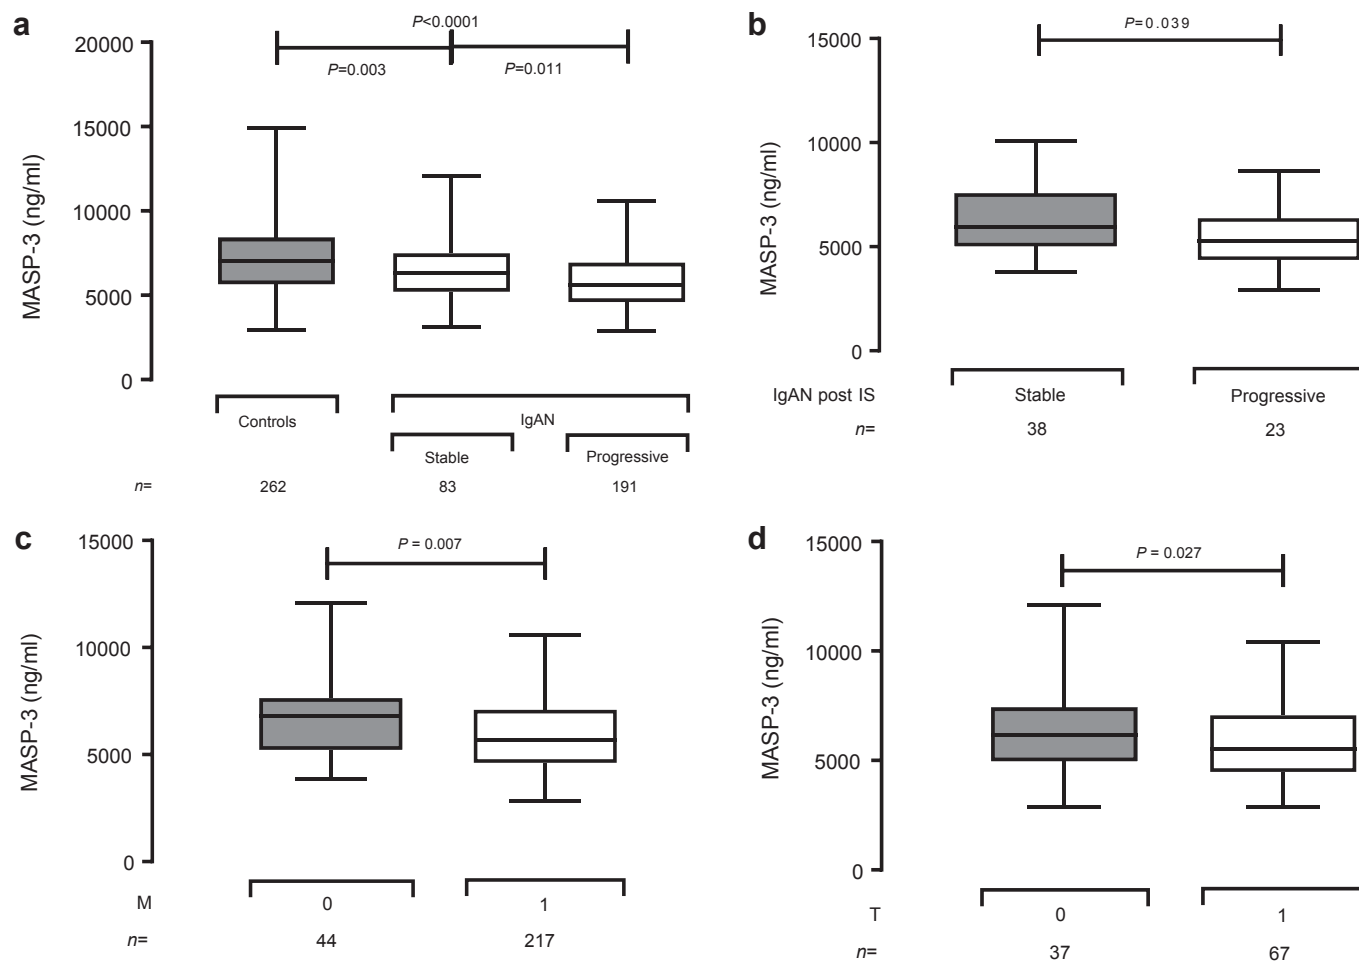 a
P<0.0001
P=0.003
P=0.011
MASP-3 (ng/ml)
20000
15000
10000
5000
0
Controls
IgAN
Stable
Progressive
n=
262
83
191
b
P=0.039
MASP-3 (ng/ml)
15000
10000
5000
0
IgAN post IS
Stable
Progressive
n=
38
23
c
P = 0.007
MASP-3 (ng/ml)
15000
10000
5000
0
M
0
1
n=
44
217
d
P = 0.027
MASP-3 (ng/ml)
15000
10000
5000
0
T
0
1
n=
37
67